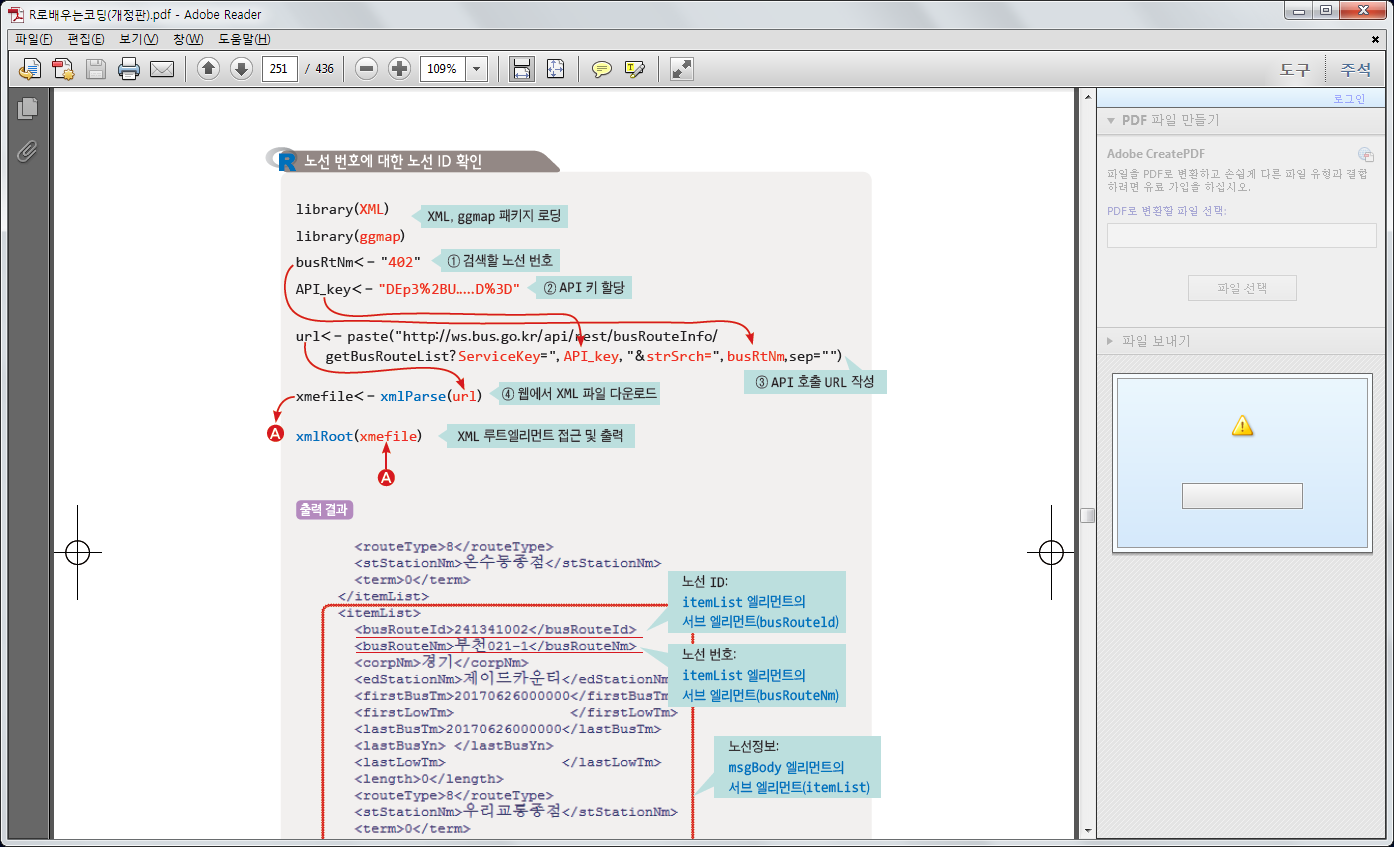 R로배우는코딩(개정판).pdf - Adobe Reader
파일(F) 편집(E) 보기(V) 창(W) 도움말(H)
251 / 436 109% 도구 주석
로그인
PDF 파일 만들기
Adobe CreatePDF
파일을 PDF로 변환하고 손쉽게 다른 파일 유형과 결합
하려면 유료 가입을 하십시오.
PDF로 변환할 파일 선택:
파일 선택
파일 보내기
R 노선 번호에 대한 노선 ID 확인
library(XML)
XML, ggmap 패키지 로딩
library(ggmap)
busRtNm<- "402" ① 검색할 노선 번호
API_key<- "DEp3%2BU.....D%3D" ② API 키 할당
url<- paste("http://ws.bus.go.kr/api/rest/busRouteInfo/
getBusRouteList?ServiceKey=", API_key, "&strSrch=", busRtNm,sep="")
③ API 호출 URL 작성
xmefile<- xmlParse(url) ④ 웹에서 XML 파일 다운로드
A
xmlRoot(xmefile) XML 루트엘리먼트 접근 및 출력
A
출력 결과
<routeType>8</routeType>
<stStationNm>온수동종점</stStationNm>
<term>0</term>
</itemList>
<itemList>
<busRouteId>241341002</busRouteId>
<busRouteNm>부천021-1</busRouteNm>
<corpNm>경기</corpNm>
<edStationNm>제이드카운티</edStationNm
<firstBusTm>20170626000000</firstBusTm
<firstLowTm> </firstLowTm>
<lastBusTm>20170626000000</lastBusTm>
<lastBusYn> </lastBusYn>
<lastLowTm> </lastLowTm>
<length>0</length>
<routeType>8</routeType>
<stStationNm>우리교통종점</stStationNm>
<term>0</term>
노선 ID:
itemList 엘리먼트의
서브 엘리먼트(busRouteld)
노선 번호:
itemList 엘리먼트의
서브 엘리먼트(busRouteNm)
노선정보:
msgBody 엘리먼트의
서브 엘리먼트(itemList)